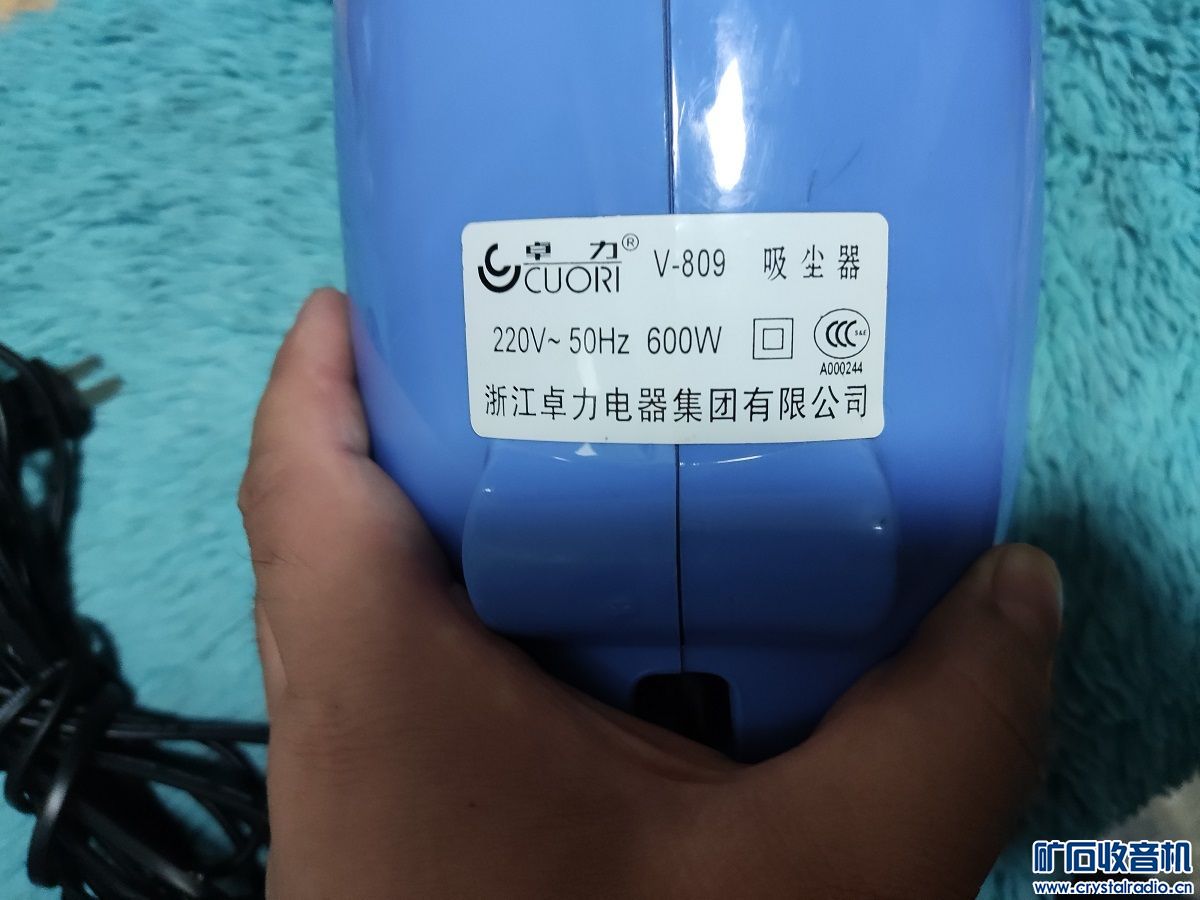 卓力® V-809 吸尘器
CUORI
220V~ 50Hz 600W CCC S&E
A000244
浙江卓力电器集团有限公司
矿石收音机
www.crystalradio.cn